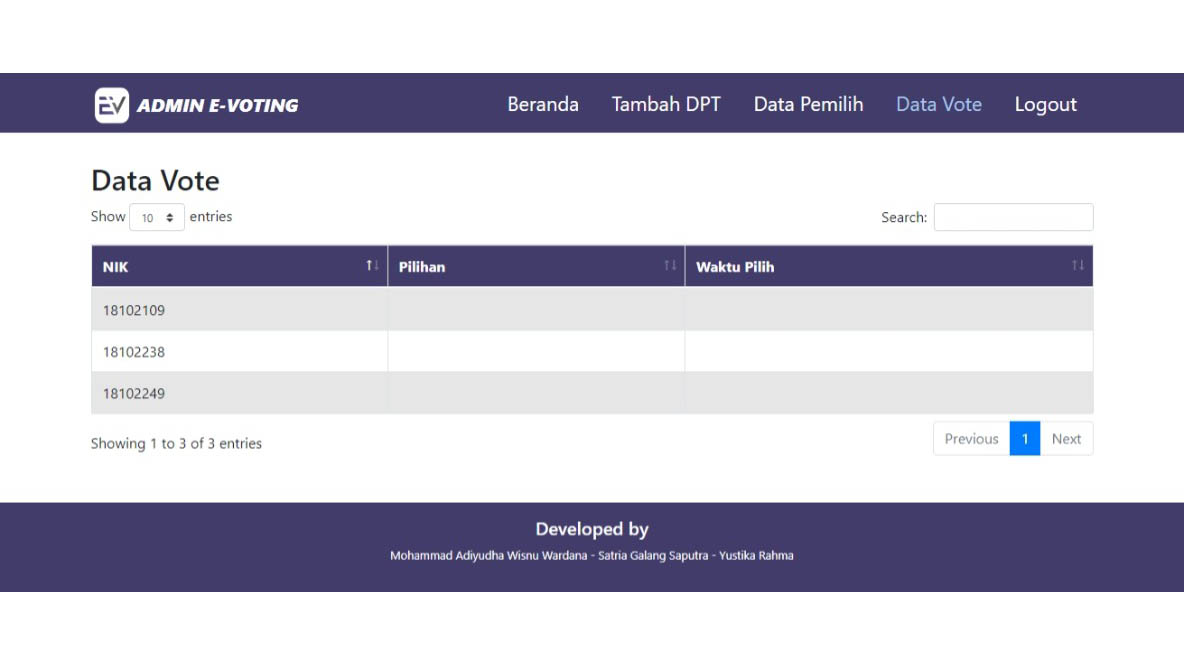 EV ADMIN E-VOTING Beranda Tambah DPT Data Pemilih Data Vote Logout
Data Vote
Show 10 entries Search:
NIK Pilihan Waktu Pilih
18102109
18102238
18102249
Showing 1 to 3 of 3 entries Previous 1 Next
Developed by
Mohammad Adiyudha Wisnu Wardana - Satria Galang Saputra - Yustika Rahma